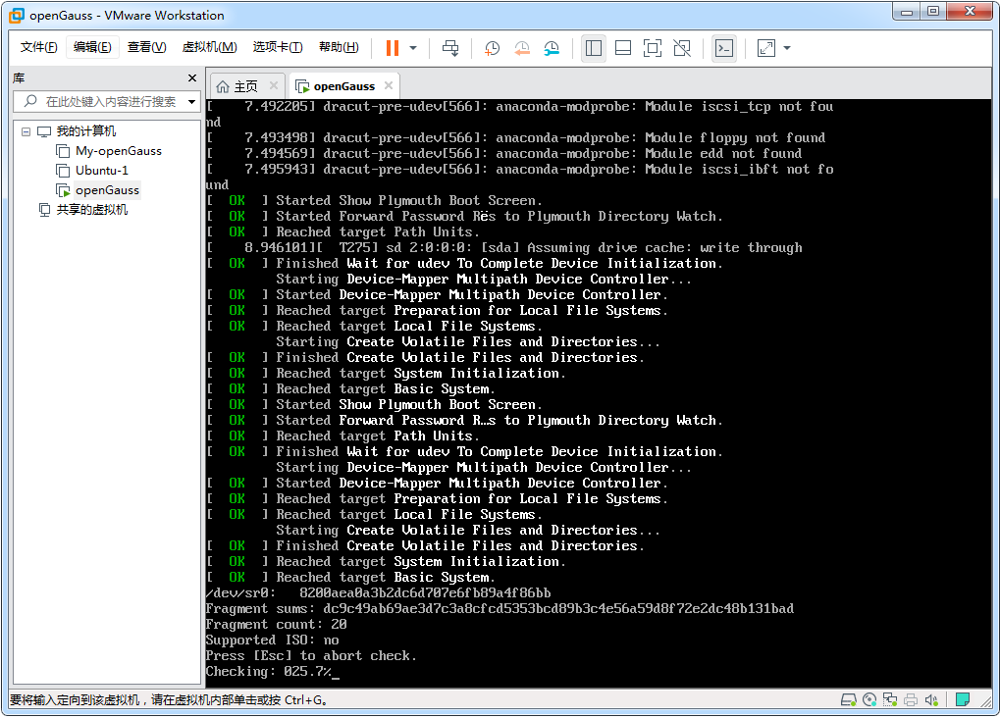 openGauss - VMware Workstation
文件(F) 编辑(E) 查看(V) 虚拟机(M) 选项卡(T) 帮助(H)
库
在此处键入内容进行搜索
我的计算机
My-openGauss
Ubuntu-1
openGauss
共享的虚拟机
主页 openGauss
[    7.492205] dracut-pre-udev[566]: anaconda-modprobe: Module iscsi_tcp not fou
nd
[    7.493498] dracut-pre-udev[566]: anaconda-modprobe: Module floppy not found
[    7.494569] dracut-pre-udev[566]: anaconda-modprobe: Module edd not found
[    7.495943] dracut-pre-udev[566]: anaconda-modprobe: Module iscsi_ibft not fo
und
[  OK  ] Started Show Plymouth Boot Screen.
[  OK  ] Started Forward Password Rës to Plymouth Directory Watch.
[  OK  ] Reached target Path Units.
[    8.946101][  T275] sd 2:0:0:0: [sda] Assuming drive cache: write through
[  OK  ] Finished Wait for udev To Complete Device Initialization.
         Starting Device-Mapper Multipath Device Controller...
[  OK  ] Started Device-Mapper Multipath Device Controller.
[  OK  ] Reached target Preparation for Local File Systems.
[  OK  ] Reached target Local File Systems.
         Starting Create Volatile Files and Directories...
[  OK  ] Finished Create Volatile Files and Directories.
[  OK  ] Reached target System Initialization.
[  OK  ] Reached target Basic System.
[  OK  ] Started Show Plymouth Boot Screen.
[  OK  ] Started Forward Password R…s to Plymouth Directory Watch.
[  OK  ] Reached target Path Units.
[  OK  ] Finished Wait for udev To Complete Device Initialization.
         Starting Device-Mapper Multipath Device Controller...
[  OK  ] Started Device-Mapper Multipath Device Controller.
[  OK  ] Reached target Preparation for Local File Systems.
[  OK  ] Reached target Local File Systems.
         Starting Create Volatile Files and Directories...
[  OK  ] Finished Create Volatile Files and Directories.
[  OK  ] Reached target System Initialization.
[  OK  ] Reached target Basic System.
/dev/sr0:   8200aea0a3b2dc6d707e6fb89a4f86bb
Fragment sums: dc9c49ab69ae3d7c3a8cfcd5353bcd89b3c4e56a59d8f72e2dc48b131bad
Fragment count: 20
Supported ISO: no
Press [Esc] to abort check.
Checking: 025.7%_
要将输入定向到该虚拟机，请在虚拟机内部单击或按 Ctrl+G。